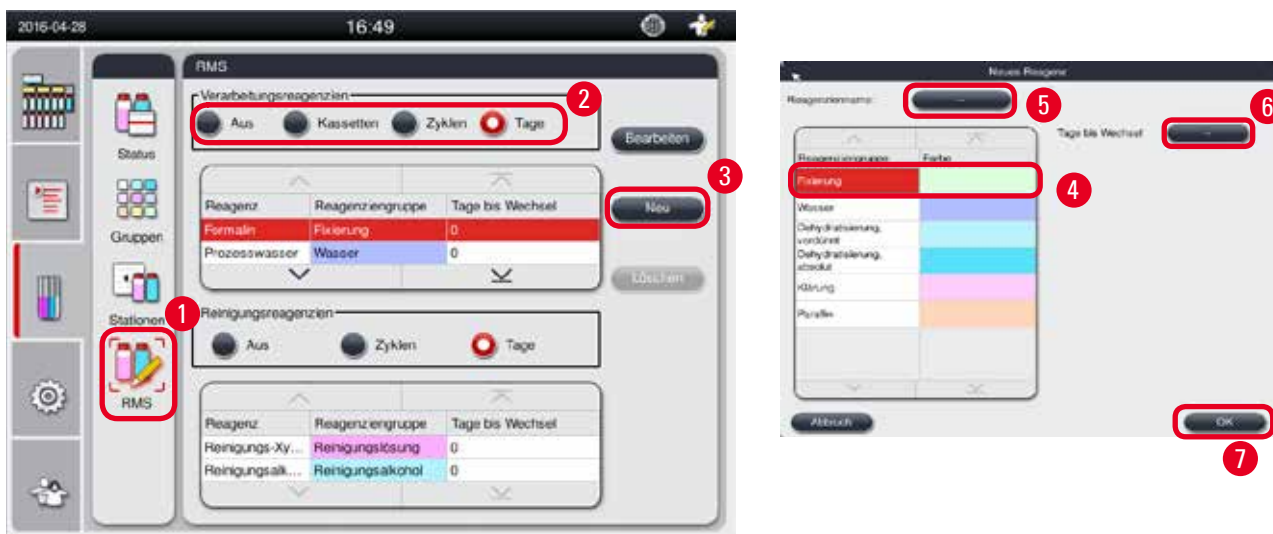 2016-04-28
16:49
RMS
Verarbeitungsreagenzien
2
Aus Kassetten Zyklen Tage
Bearbeiten
3
Reagenz Reagenziengruppe Tage bis Wechsel
Neu
Formalin Fixierung 0
Prozesswasser Wasser 0
Löschen
Status
Gruppen
Stationen
1
RMS
Reinigungsreagenzien
Aus Zyklen Tage
Reagenz Reagenziengruppe Tage bis Wechsel
Reinigungs-Xy... Reinigungslösung 0
Reinigungsalk... Reinigungsalkohol 0
Neues Reagenz
Reagenzienname:
--
5
6
Tage bis Wechsel
--
Reagenziengruppe Farbe
Fixierung
4
Wasser
Dehydratisierung,
verdünnt
Dehydratisierung,
absolut
Klärung
Paraffin
Abbruch
OK
7